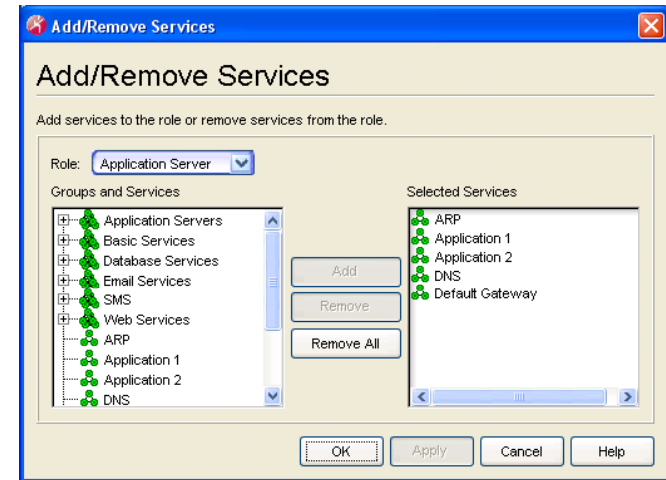 Add/Remove Services
Add/Remove Services
Add services to the role or remove services from the role.
Role: Application Server
Groups and Services
Application Servers
Basic Services
Database Services
Email Services
SMS
Web Services
ARP
Application 1
Application 2
DNS
Add
Remove
Remove All
Selected Services
ARP
Application 1
Application 2
DNS
Default Gateway
OK
Apply
Cancel
Help